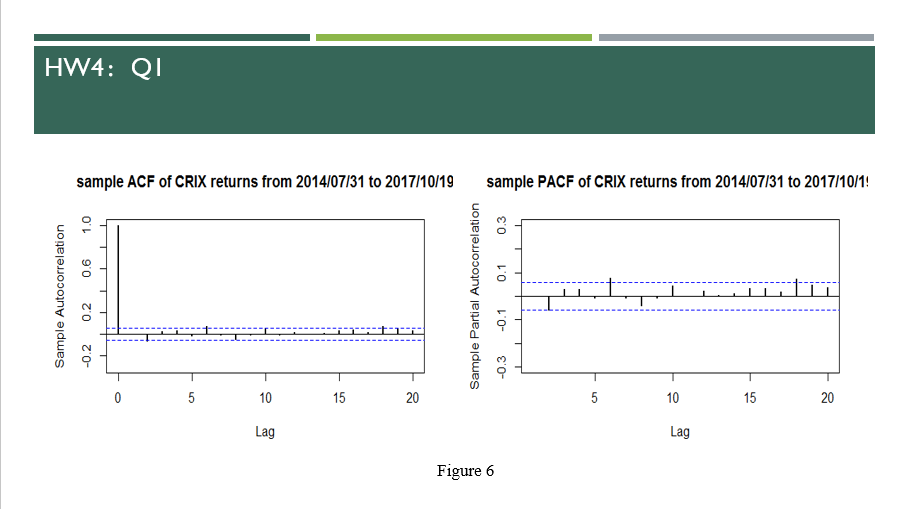 HW4: Q1
sample ACF of CRIX returns from 2014/07/31 to 2017/10/19
Sample Autocorrelation
1.0
0.6
0.2
-0.2
0 5 10 15 20
Lag
sample PACF of CRIX returns from 2014/07/31 to 2017/10/19
Sample Partial Autocorrelation
0.3
0.1
-0.1
-0.3
5 10 15 20
Lag
Figure 6